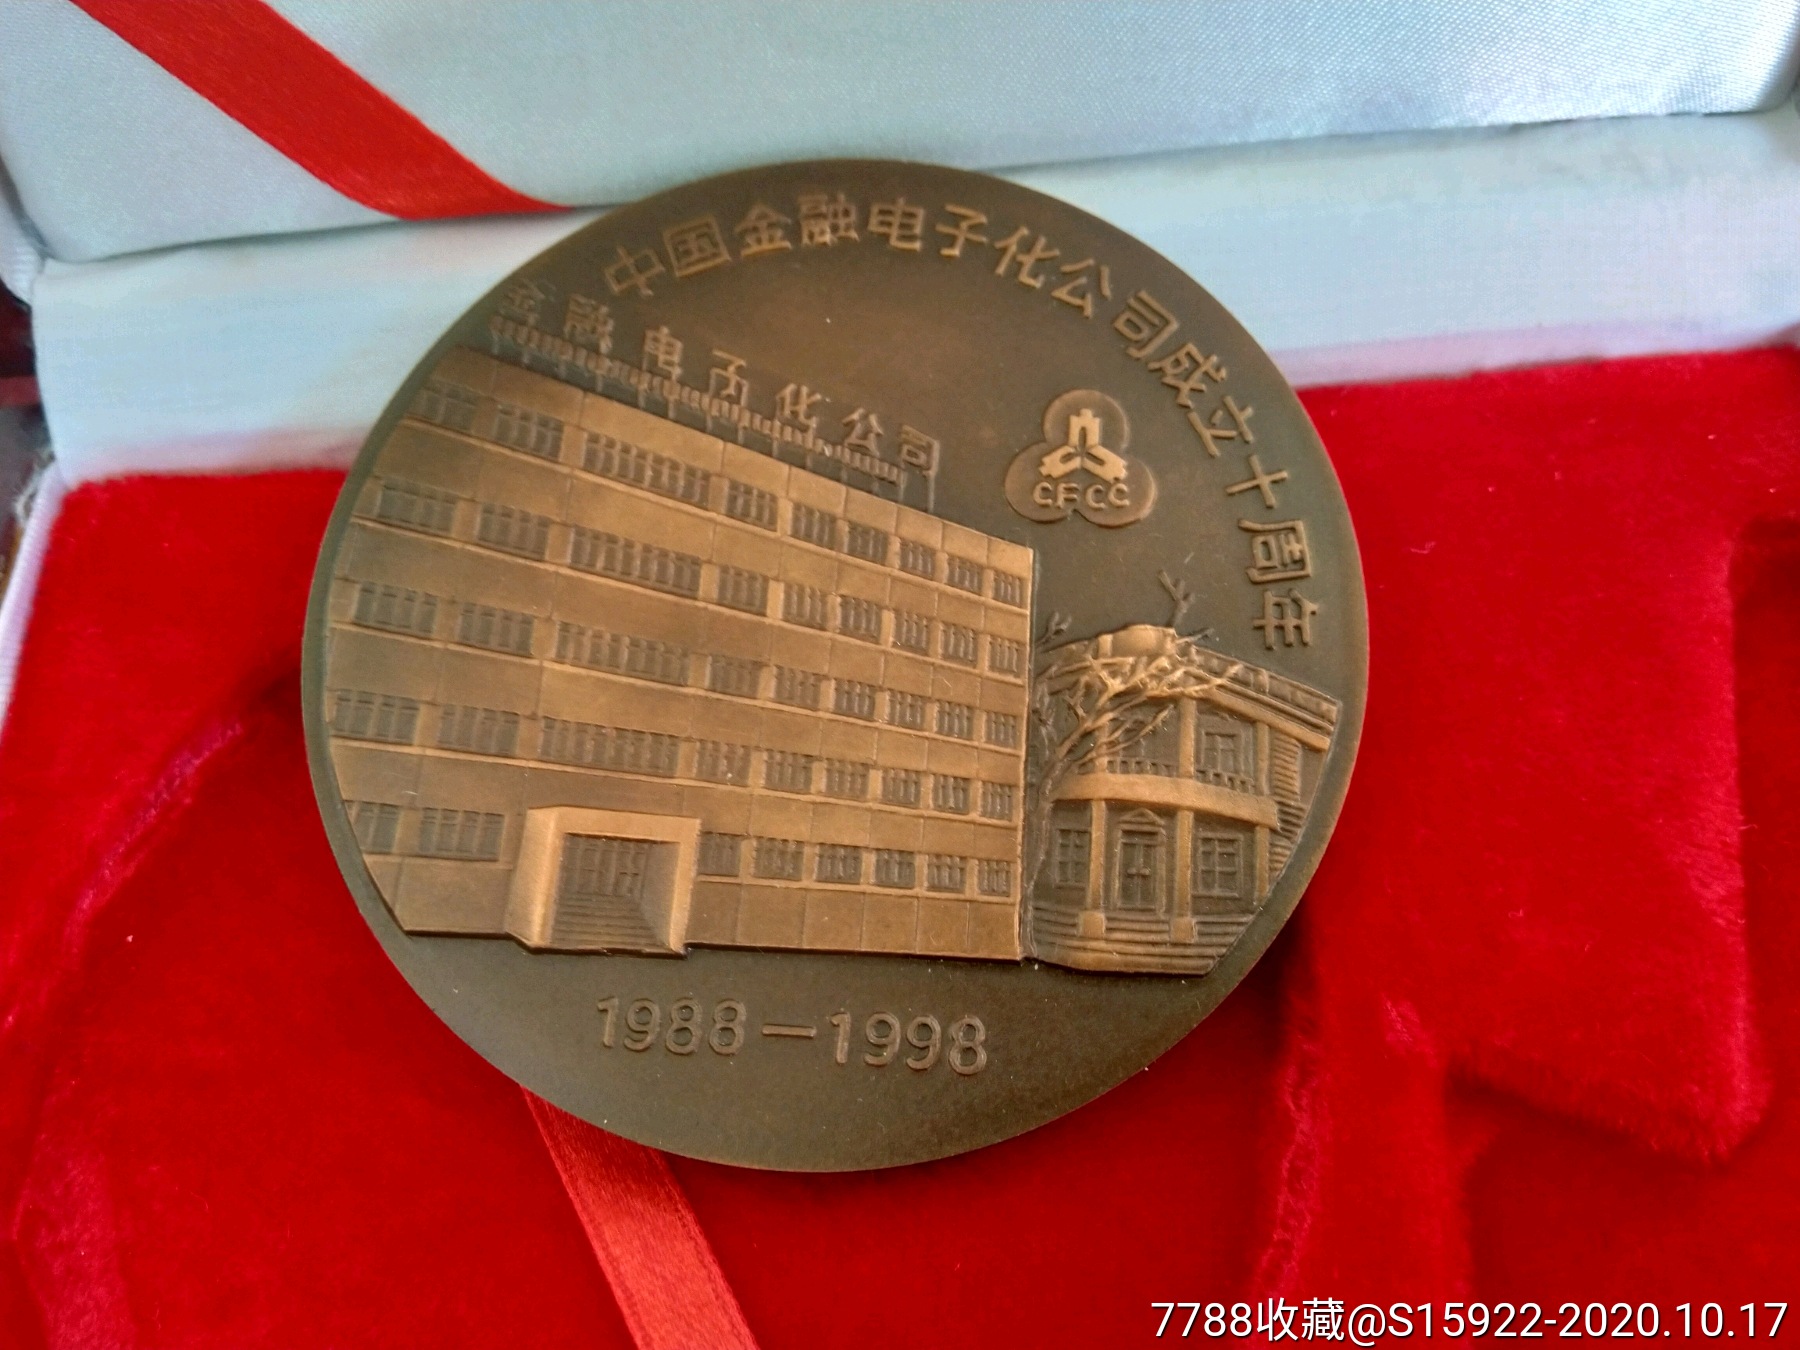 中国金融电子化公司成立十周年
金融电子化公司
CFCC
1988—1998
7788收藏@S15922-2020.10.17